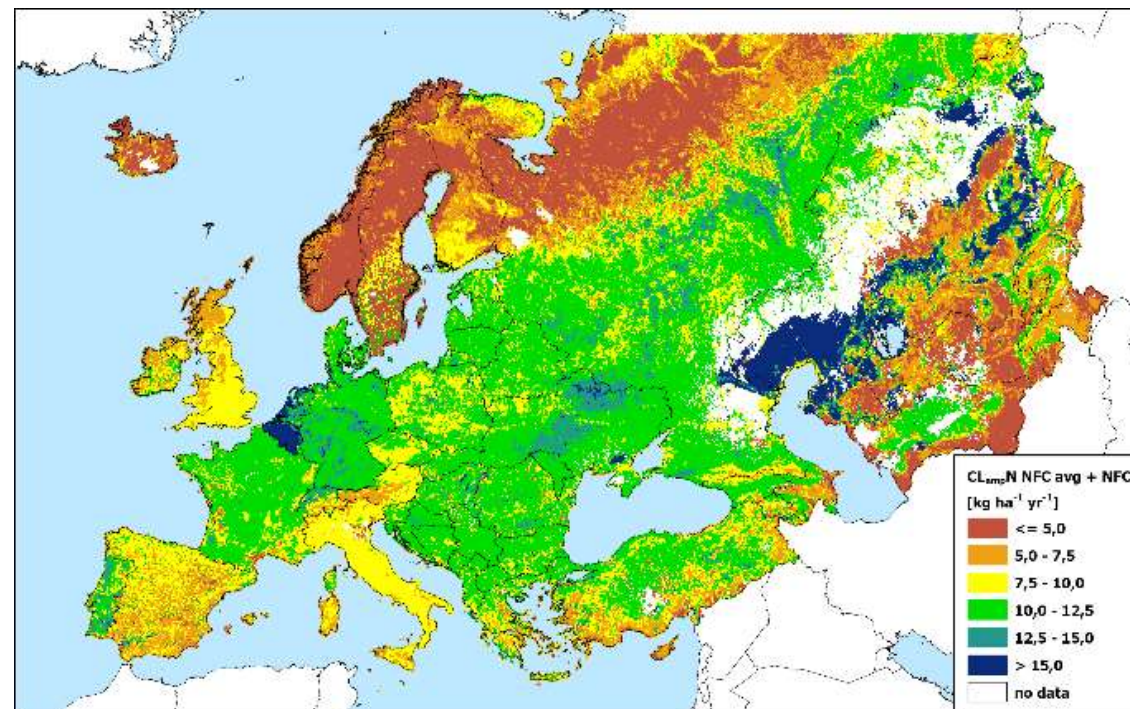 CLempN NFC avg + NFC
[kg ha⁻¹ yr⁻¹]
<= 5,0
5,0 - 7,5
7,5 - 10,0
10,0 - 12,5
12,5 - 15,0
> 15,0
no data